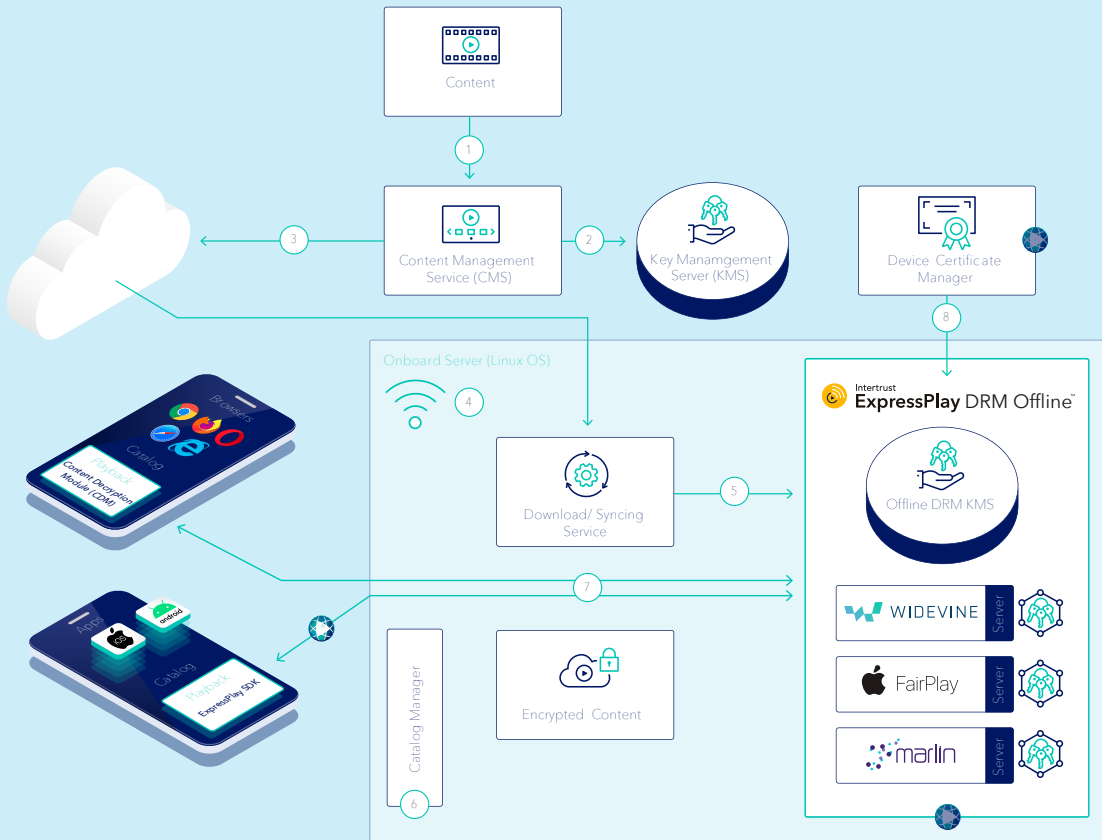 Content
1
3
Content Management
Service (CMS)
2
Key Manamgement
Server (KMS)
Device Certificate
Manager
8
Onboard Server (Linux OS)
4
Intertrust
ExpressPlay DRM Offline™
Browsers
Catalog
Playback
Content Decryption
Module (CDM)
Download/ Syncing
Service
5
Offline DRM KMS
7
Apps
iOS
android
Catalog
Playback
ExpressPlay SDK
Catalog Manager
6
Encrypted Content
WIDEVINE
Server
FairPlay
Server
marlin
Server